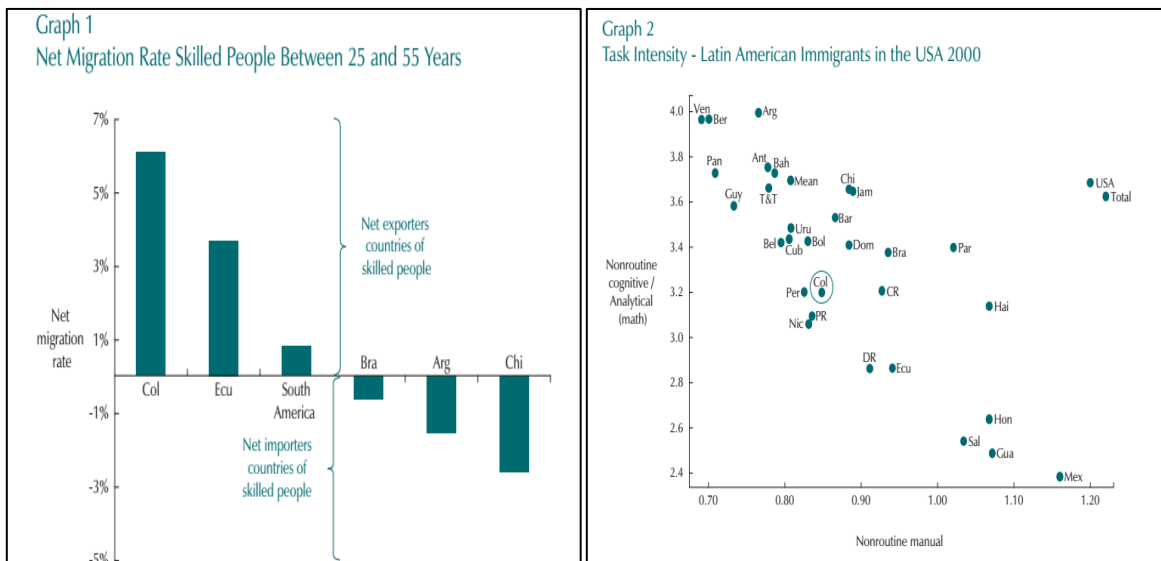 Graph 1
Net Migration Rate Skilled People Between 25 and 55 Years
7%
5%
3%
1%
-1%
-3%
-5%
Net
migration
rate
Net exporters
countries of
skilled people
Bra
Arg
Chi
Col
Ecu
South
America
Net importers
countries of
skilled people
Graph 2
Task Intensity - Latin American Immigrants in the USA 2000
4.0
3.8
3.6
3.4
3.2
3.0
2.8
2.6
2.4
Nonroutine
cognitive /
Analytical
(math)
Ven
Ber
Arg
Pan
Ant
Bah
Mean
T&T
Chi
Jam
USA
Total
Guy
Bar
Uru
Bel
Cub
Bol
Dom
Bra
Par
Col
Per
CR
Hai
PR
Nic
DR
Ecu
Hon
Sal
Gua
Mex
0.70
0.80
0.90
1.00
1.10
1.20
Nonroutine manual